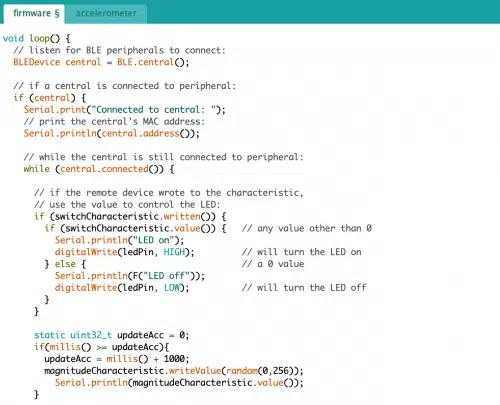 firmware §
accelerometer
void loop() {
  // listen for BLE peripherals to connect:
  BLEDevice central = BLE.central();

  // if a central is connected to peripheral:
  if (central) {
    Serial.print("Connected to central: ");
    // print the central's MAC address:
    Serial.println(central.address());

    // while the central is still connected to peripheral:
    while (central.connected()) {

      // if the remote device wrote to the characteristic,
      // use the value to control the LED:
      if (switchCharacteristic.written()) {
        if (switchCharacteristic.value()) {   // any value other than 0
          Serial.println("LED on");
          digitalWrite(ledPin, HIGH);         // will turn the LED on
        } else {                              // a 0 value
          Serial.println(F("LED off"));
          digitalWrite(ledPin, LOW);          // will turn the LED off
        }
      }

      static uint32_t updateAcc = 0;
      if(millis() >= updateAcc){
        updateAcc = millis() + 1000;
        magnitudeCharacteristic.writeValue(random(0,256));
          Serial.println(magnitudeCharacteristic.value());
      }